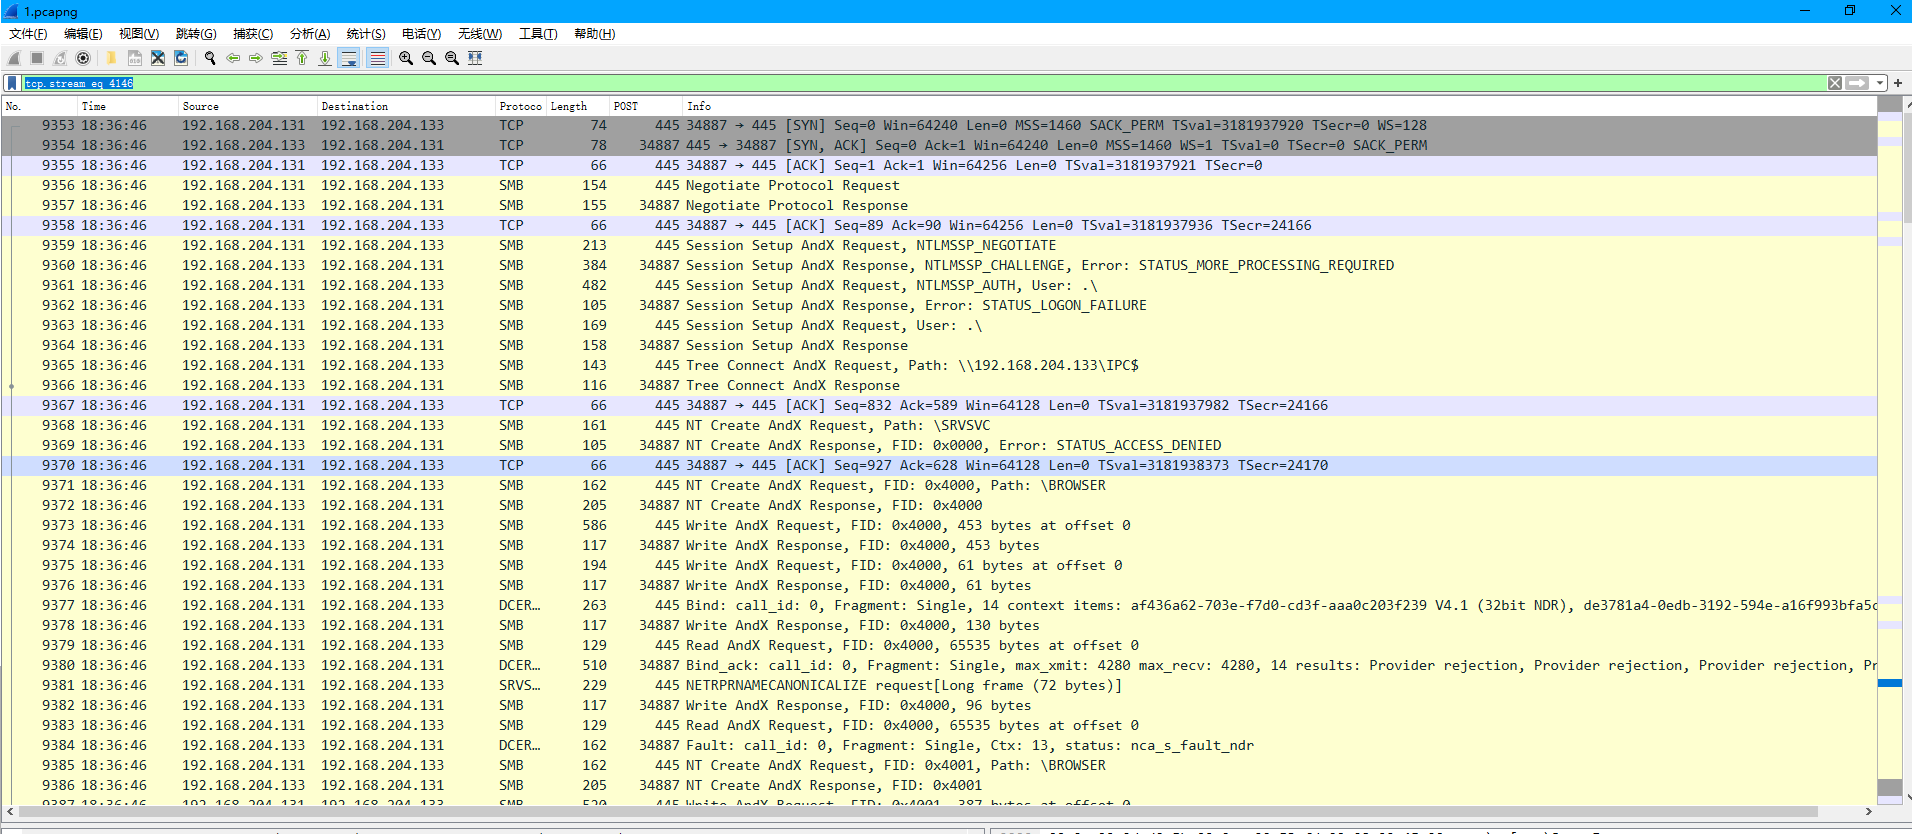 1.pcapng
文件(F) 编辑(E) 视图(V) 跳转(G) 捕获(C) 分析(A) 统计(S) 电话(Y) 无线(W) 工具(T) 帮助(H)
tcp.stream eq 4146
No. Time Source Destination Protoco Length POST Info
9353 18:36:46 192.168.204.131 192.168.204.133 TCP 74 445 34887 → 445 [SYN] Seq=0 Win=64240 Len=0 MSS=1460 SACK_PERM TSval=3181937920 TSecr=0 WS=128
9354 18:36:46 192.168.204.133 192.168.204.131 TCP 78 34887 445 → 34887 [SYN, ACK] Seq=0 Ack=1 Win=64240 Len=0 MSS=1460 WS=1 TSval=0 TSecr=0 SACK_PERM
9355 18:36:46 192.168.204.131 192.168.204.133 TCP 66 445 34887 → 445 [ACK] Seq=1 Ack=1 Win=64256 Len=0 TSval=3181937921 TSecr=0
9356 18:36:46 192.168.204.131 192.168.204.133 SMB 154 445 Negotiate Protocol Request
9357 18:36:46 192.168.204.133 192.168.204.131 SMB 155 34887 Negotiate Protocol Response
9358 18:36:46 192.168.204.131 192.168.204.133 TCP 66 445 34887 → 445 [ACK] Seq=89 Ack=90 Win=64256 Len=0 TSval=3181937936 TSecr=24166
9359 18:36:46 192.168.204.131 192.168.204.133 SMB 213 445 Session Setup AndX Request, NTLMSSP_NEGOTIATE
9360 18:36:46 192.168.204.133 192.168.204.131 SMB 384 34887 Session Setup AndX Response, NTLMSSP_CHALLENGE, Error: STATUS_MORE_PROCESSING_REQUIRED
9361 18:36:46 192.168.204.131 192.168.204.133 SMB 482 445 Session Setup AndX Request, NTLMSSP_AUTH, User: .\
9362 18:36:46 192.168.204.133 192.168.204.131 SMB 105 34887 Session Setup AndX Response, Error: STATUS_LOGON_FAILURE
9363 18:36:46 192.168.204.131 192.168.204.133 SMB 169 445 Session Setup AndX Request, User: .\
9364 18:36:46 192.168.204.133 192.168.204.131 SMB 158 34887 Session Setup AndX Response
9365 18:36:46 192.168.204.131 192.168.204.133 SMB 143 445 Tree Connect AndX Request, Path: \\192.168.204.133\IPC$
9366 18:36:46 192.168.204.133 192.168.204.131 SMB 116 34887 Tree Connect AndX Response
9367 18:36:46 192.168.204.131 192.168.204.133 TCP 66 445 34887 → 445 [ACK] Seq=832 Ack=589 Win=64128 Len=0 TSval=3181937982 TSecr=24166
9368 18:36:46 192.168.204.131 192.168.204.133 SMB 161 445 NT Create AndX Request, Path: \SRVSVC
9369 18:36:46 192.168.204.133 192.168.204.131 SMB 105 34887 NT Create AndX Response, FID: 0x0000, Error: STATUS_ACCESS_DENIED
9370 18:36:46 192.168.204.131 192.168.204.133 TCP 66 445 34887 → 445 [ACK] Seq=927 Ack=628 Win=64128 Len=0 TSval=3181938373 TSecr=24170
9371 18:36:46 192.168.204.131 192.168.204.133 SMB 162 445 NT Create AndX Request, FID: 0x4000, Path: \BROWSER
9372 18:36:46 192.168.204.133 192.168.204.131 SMB 205 34887 NT Create AndX Response, FID: 0x4000
9373 18:36:46 192.168.204.131 192.168.204.133 SMB 586 445 Write AndX Request, FID: 0x4000, 453 bytes at offset 0
9374 18:36:46 192.168.204.133 192.168.204.131 SMB 117 34887 Write AndX Response, FID: 0x4000, 453 bytes
9375 18:36:46 192.168.204.131 192.168.204.133 SMB 194 445 Write AndX Request, FID: 0x4000, 61 bytes at offset 0
9376 18:36:46 192.168.204.133 192.168.204.131 SMB 117 34887 Write AndX Response, FID: 0x4000, 61 bytes
9377 18:36:46 192.168.204.131 192.168.204.133 DCER… 263 445 Bind: call_id: 0, Fragment: Single, 14 context items: af436a62-703e-f7d0-cd3f-aaa0c203f239 V4.1 (32bit NDR), de3781a4-0edb-3192-594e-a16f993bfa5c
9378 18:36:46 192.168.204.133 192.168.204.131 SMB 117 34887 Write AndX Response, FID: 0x4000, 130 bytes
9379 18:36:46 192.168.204.131 192.168.204.133 SMB 129 445 Read AndX Request, FID: 0x4000, 65535 bytes at offset 0
9380 18:36:46 192.168.204.133 192.168.204.131 DCER… 510 34887 Bind_ack: call_id: 0, Fragment: Single, max_xmit: 4280 max_recv: 4280, 14 results: Provider rejection, Provider rejection, Provider rejection, Pr
9381 18:36:46 192.168.204.131 192.168.204.133 SRVS… 229 445 NETRPRNAMECANONICALIZE request[Long frame (72 bytes)]
9382 18:36:46 192.168.204.133 192.168.204.131 SMB 117 34887 Write AndX Response, FID: 0x4000, 96 bytes
9383 18:36:46 192.168.204.131 192.168.204.133 SMB 129 445 Read AndX Request, FID: 0x4000, 65535 bytes at offset 0
9384 18:36:46 192.168.204.133 192.168.204.131 DCER… 162 34887 Fault: call_id: 0, Fragment: Single, Ctx: 13, status: nca_s_fault_ndr
9385 18:36:46 192.168.204.131 192.168.204.133 SMB 162 445 NT Create AndX Request, FID: 0x4001, Path: \BROWSER
9386 18:36:46 192.168.204.133 192.168.204.131 SMB 205 34887 NT Create AndX Response, FID: 0x4001
9387 18:36:46 192.168.204.131 192.168.204.133 SMB 520 445 Write AndX Request, FID: 0x4001, 387 bytes at offset 0